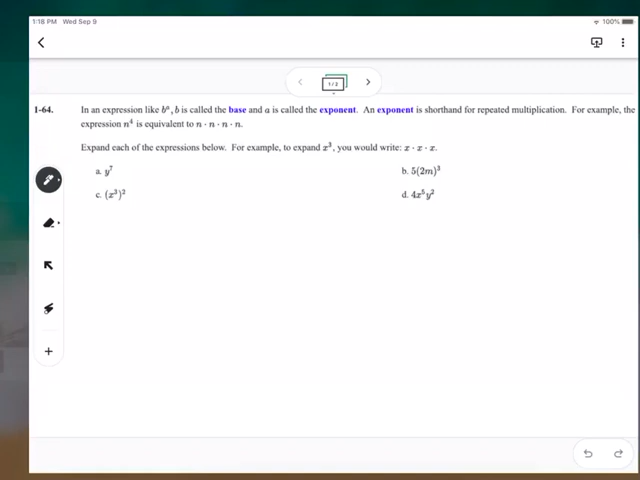 1:18 PM Wed Sep 9
100%
1 / 2
1-64. In an expression like bᵃ, b is called the base and a is called the exponent. An exponent is shorthand for repeated multiplication. For example, the
expression n⁴ is equivalent to n · n · n · n.
Expand each of the expressions below. For example, to expand x³, you would write: x · x · x.
a. y⁷ b. 5(2m)³
c. (x³)² d. 4x⁵y²